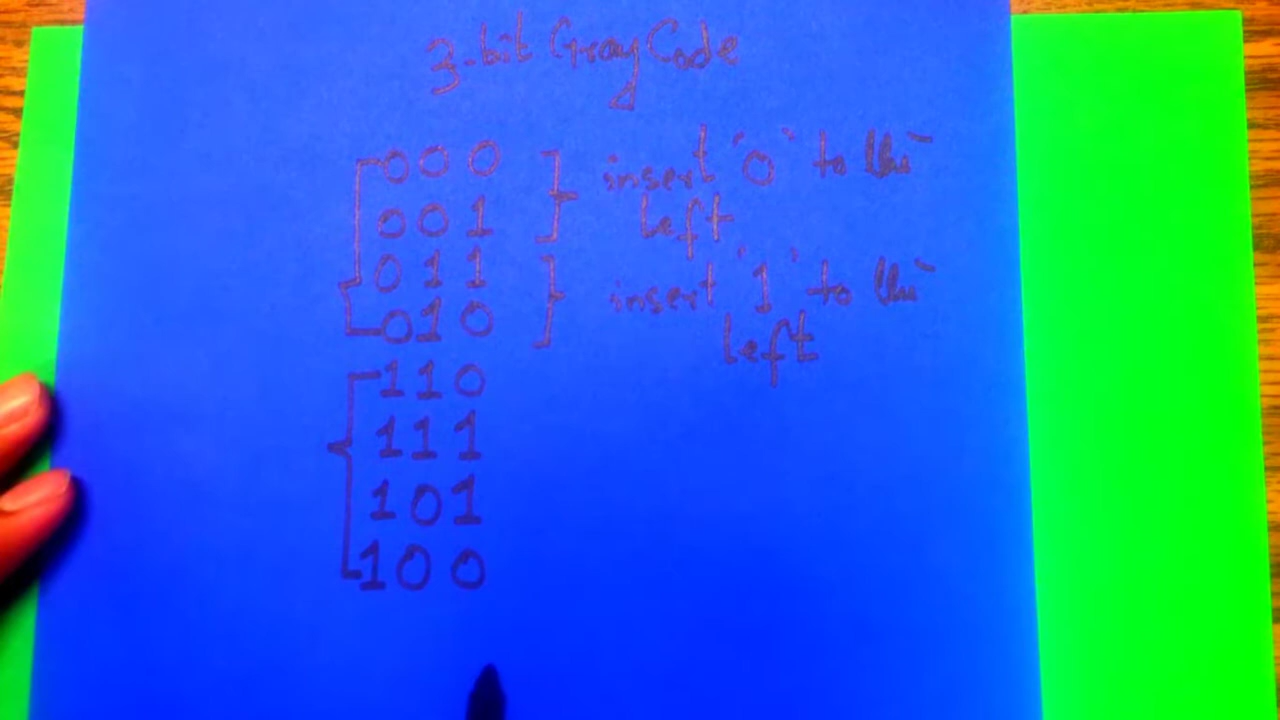 3-bit Gray Code
000
001
011
010
110
111
101
100
insert '0' to the
left
insert '1' to the
left